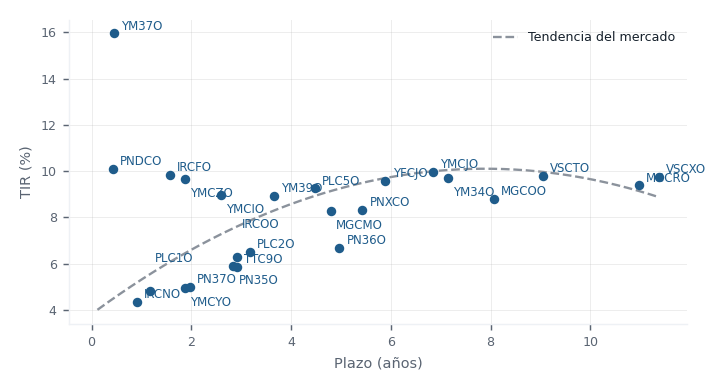 TIR (%)
16
14
12
10
8
6
4
0
2
4
6
8
10
Plazo (años)
Tendencia del mercado
YM37O
PNDCO
IRCFO
YMCZO
YMCIO
IRCOO
YM39O
PLC5O
YFCJO
YMCJO
YM34O
MGCOO
VSCTO
VSCXO
PNXCO
MGCMO
PN36O
PLC2O
TTC9O
PLC1O
PN37O
PN35O
IRCNO
YMCYO